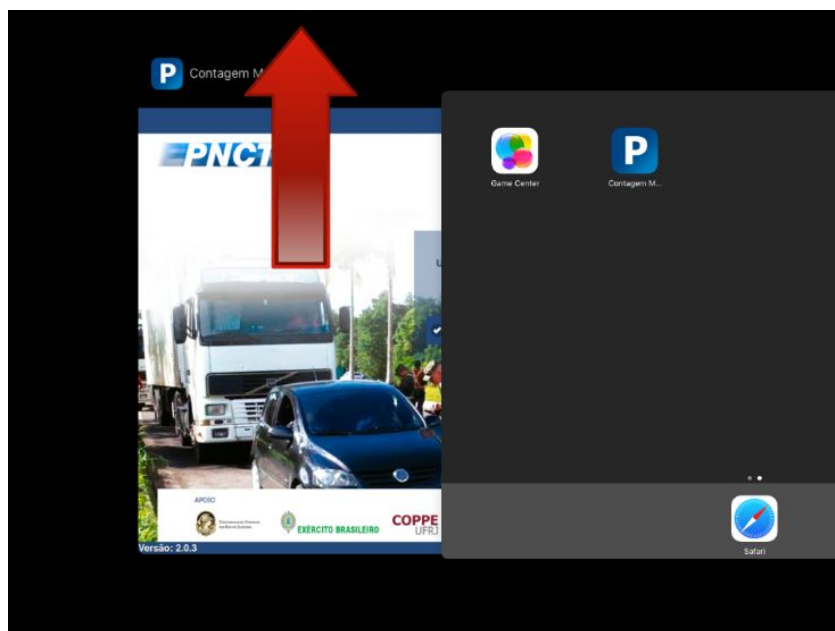 P Contagem M
PNCT
U
Game Center
P
Contagem M...
APOIO
EXÉRCITO BRASILEIRO
COPPE
UFRJ
Versão: 2.0.3
Safari